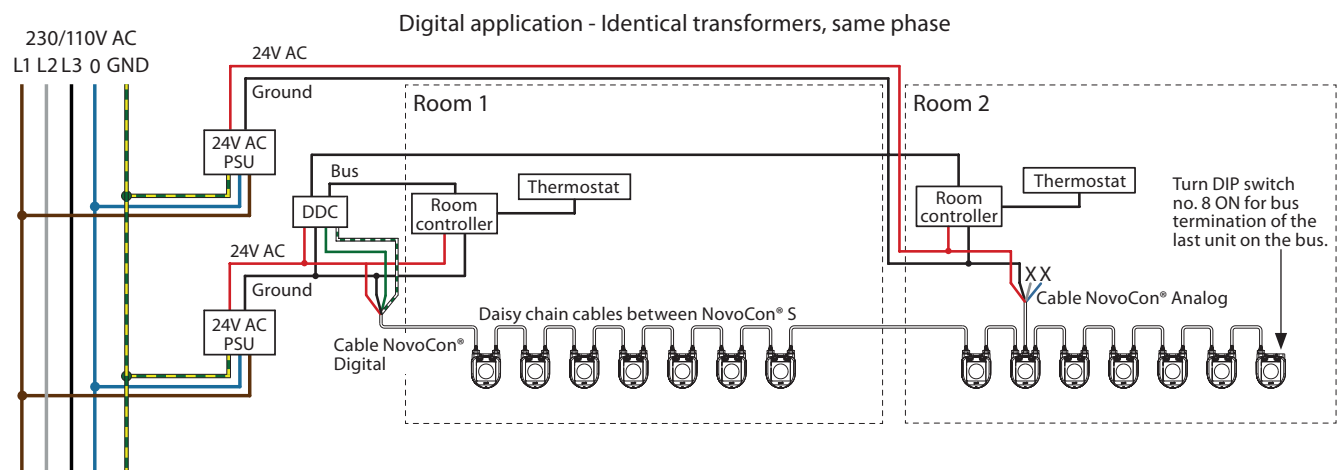 Digital application - Identical transformers, same phase
230/110V AC
L1 L2 L3 0 GND
24V AC
Ground
24V AC
PSU
Room 1
Room 2
Bus
DDC
Room
controller
Thermostat
Room
controller
Thermostat
Turn DIP switch
no. 8 ON for bus
termination of the
last unit on the bus.
24V AC
Ground
24V AC
PSU
X X
Cable NovoCon® Analog
Daisy chain cables between NovoCon® S
Cable NovoCon®
Digital